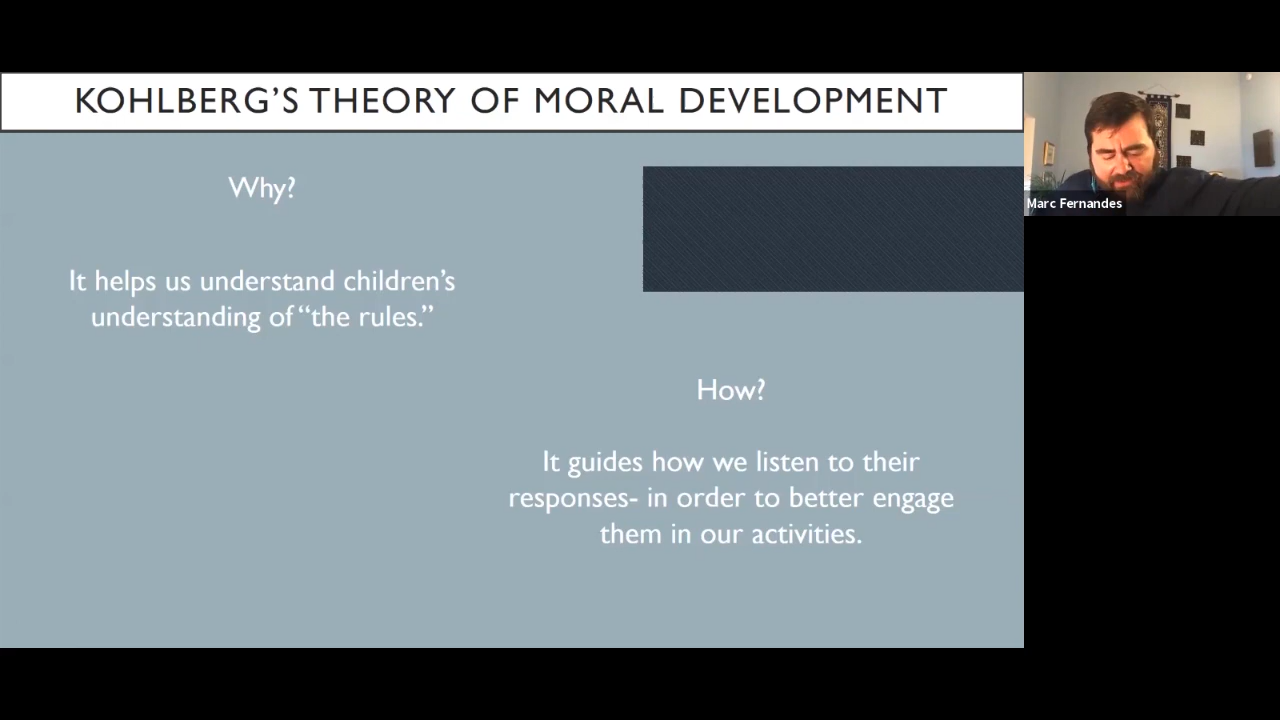 KOHLBERG’S THEORY OF MORAL DEVELOPMENT
Why?
It helps us understand children’s
understanding of “the rules.”
How?
It guides how we listen to their
responses- in order to better engage
them in our activities.
Marc Fernandes